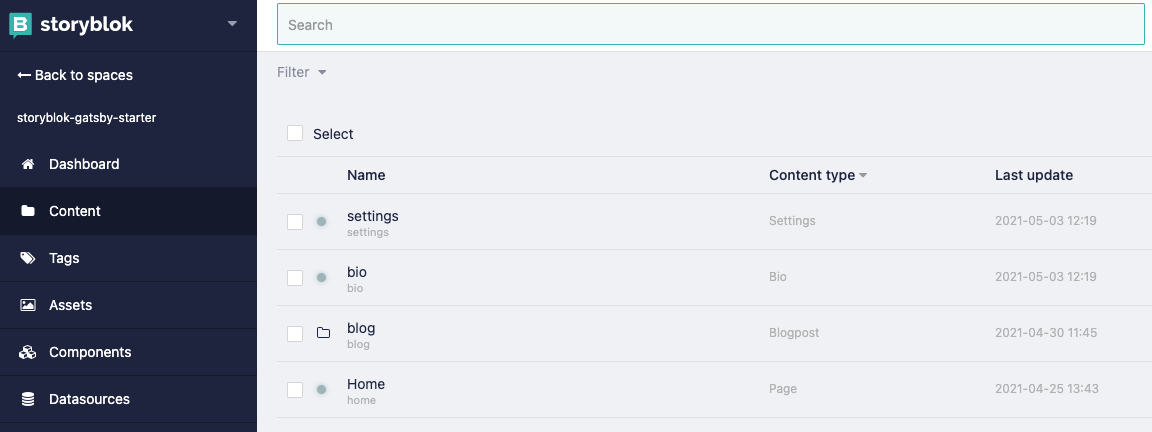 storyblok
Back to spaces
storyblok-gatsby-starter
Dashboard
Content
Tags
Assets
Components
Datasources
Search
Filter
Select
Name Content type Last update
settings Settings 2021-05-03 12:19
settings
bio Bio 2021-05-03 12:19
bio
blog Blogpost 2021-04-30 11:45
blog
Home Page 2021-04-25 13:43
home